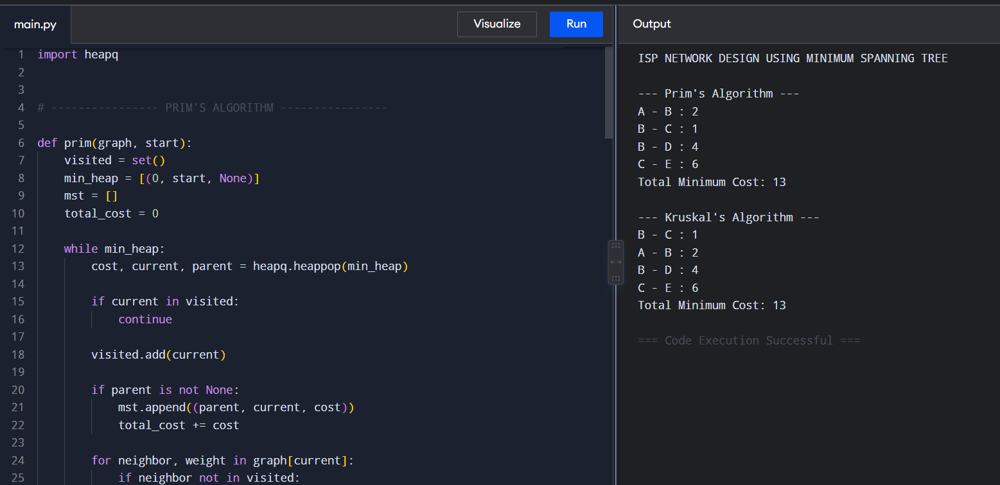 main.py
Visualize
Run
1 import heapq
2
3
4 # ---------------- PRIM'S ALGORITHM ----------------
5
6 def prim(graph, start):
7     visited = set()
8     min_heap = [(0, start, None)]
9     mst = []
10     total_cost = 0
11
12     while min_heap:
13         cost, current, parent = heapq.heappop(min_heap)
14
15         if current in visited:
16             continue
17
18         visited.add(current)
19
20         if parent is not None:
21             mst.append((parent, current, cost))
22             total_cost += cost
23
24         for neighbor, weight in graph[current]:
25             if neighbor not in visited:
Output
ISP NETWORK DESIGN USING MINIMUM SPANNING TREE
--- Prim's Algorithm ---
A - B : 2
B - C : 1
B - D : 4
C - E : 6
Total Minimum Cost: 13
--- Kruskal's Algorithm ---
B - C : 1
A - B : 2
B - D : 4
C - E : 6
Total Minimum Cost: 13
=== Code Execution Successful ===